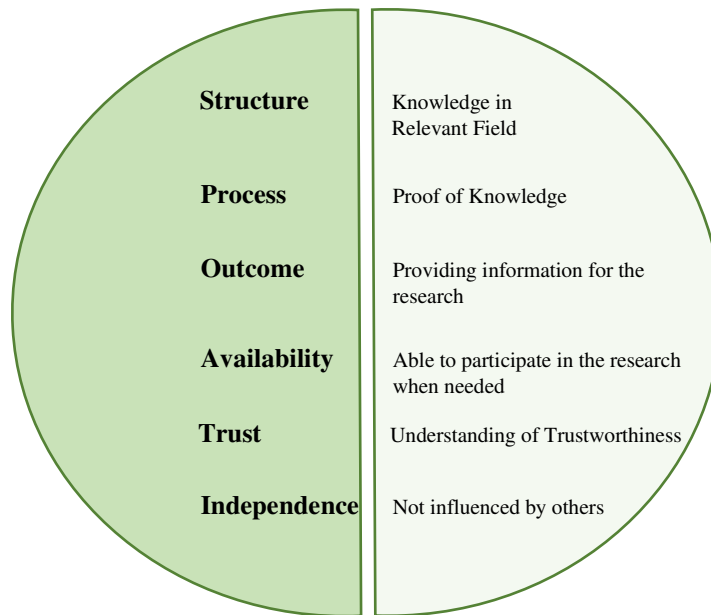 Structure
Knowledge in
Relevant Field
Process
Proof of Knowledge
Outcome
Providing information for the
research
Availability
Able to participate in the research
when needed
Trust
Understanding of Trustworthiness
Independence
Not influenced by others